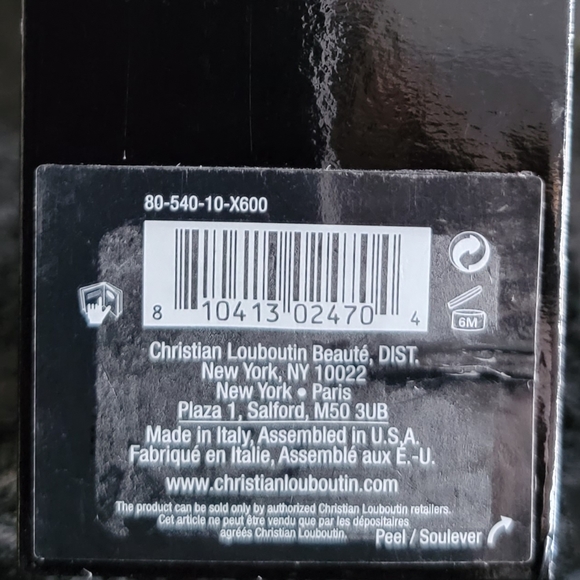 80-540-10-X600
8 10413 02470 4
6M
Christian Louboutin Beauté, DIST.
New York, NY 10022
New York • Paris
Plaza 1, Salford, M50 3UB
Made in Italy, Assembled in U.S.A.
Fabriqué en Italie, Assemblé aux É.-U.
www.christianlouboutin.com
The product can be sold only by authorized Christian Louboutin retailers.
Cet article ne peut être vendu que par les dépositaires
agréés Christian Louboutin.
Peel / Soulever